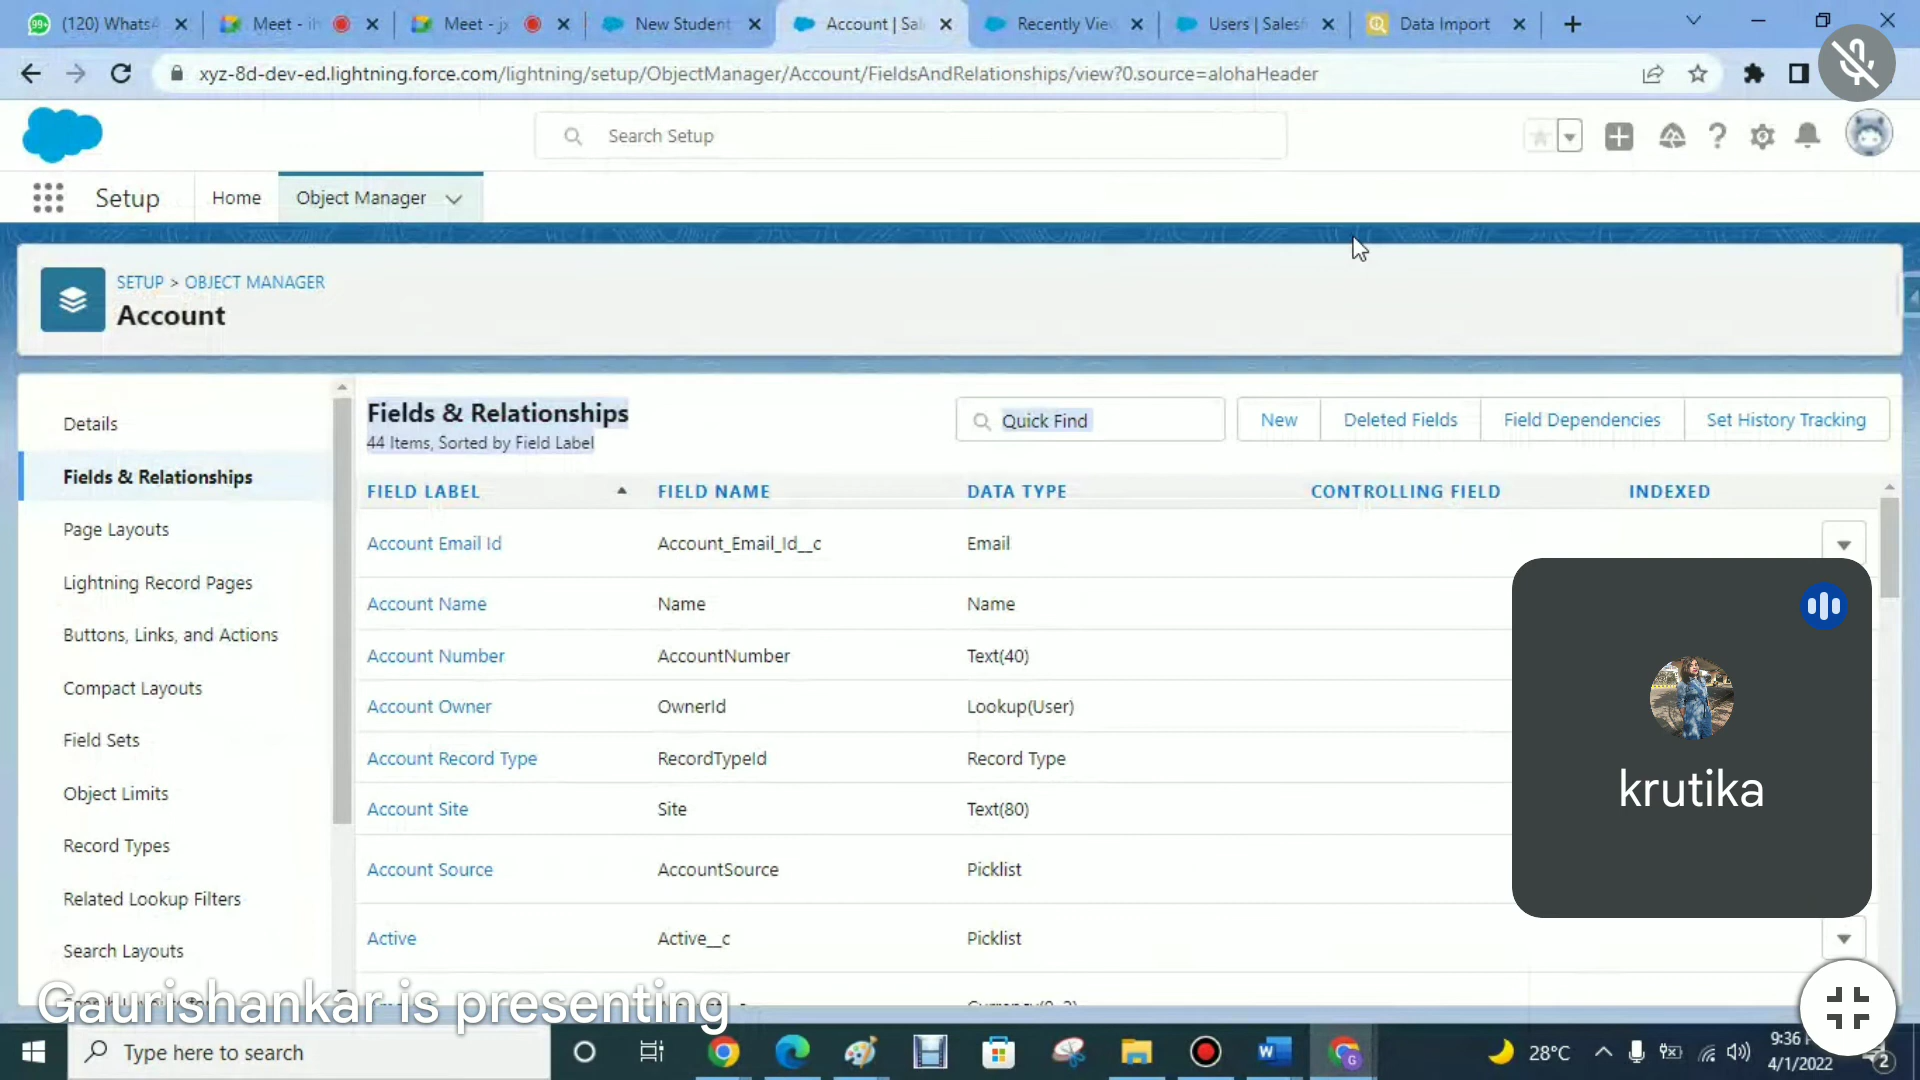 99+ (120) WhatsA
Meet - ih
Meet - jx
New Student
Account | Sal
Recently Vie
Users | Salesf
Data Import
xyz-8d-dev-ed.lightning.force.com/lightning/setup/ObjectManager/Account/FieldsAndRelationships/view?0.source=alohaHeader
Search Setup
Setup
Home
Object Manager
SETUP > OBJECT MANAGER
Account
Details
Fields & Relationships
Page Layouts
Lightning Record Pages
Buttons, Links, and Actions
Compact Layouts
Field Sets
Object Limits
Record Types
Related Lookup Filters
Search Layouts
Fields & Relationships
44 Items, Sorted by Field Label
Quick Find
New
Deleted Fields
Field Dependencies
Set History Tracking
FIELD LABEL FIELD NAME DATA TYPE CONTROLLING FIELD INDEXED
Account Email Id Account_Email_Id__c Email
Account Name Name Name
Account Number AccountNumber Text(40)
Account Owner OwnerId Lookup(User)
Account Record Type RecordTypeId Record Type
Account Site Site Text(80)
Account Source AccountSource Picklist
Active Active__c Picklist
krutika
Gaurishankar is presenting
Type here to search
28°C
9:36
4/1/2022
2